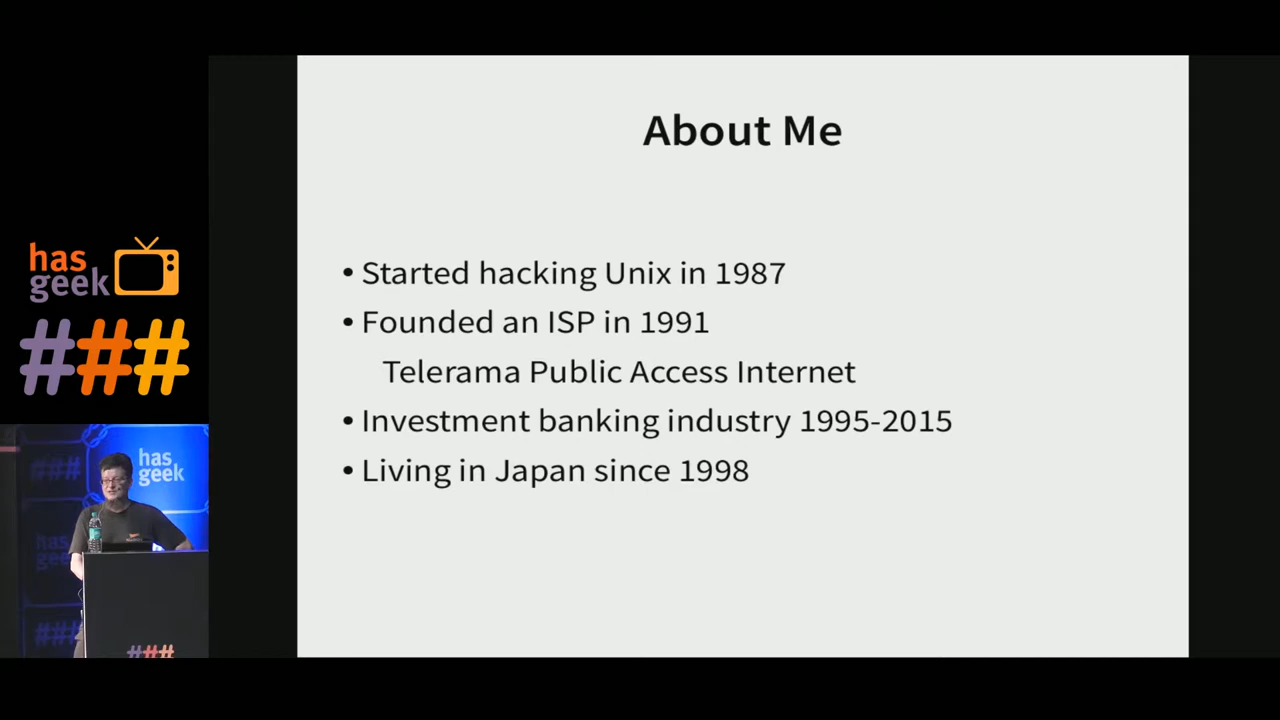 About Me
• Started hacking Unix in 1987
• Founded an ISP in 1991
Telerama Public Access Internet
• Investment banking industry 1995-2015
• Living in Japan since 1998
has
geek
###
has
geek
###
has
geek
###
###